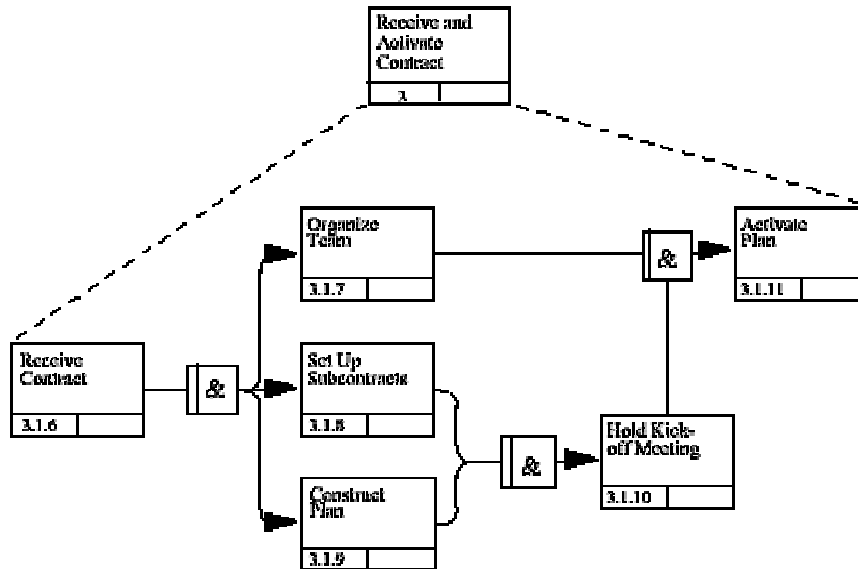 Receive and
Activate
Contract
3
Organize
Team
3.1.7
&
Activate
Plan
3.1.11
Receive
Contract
3.1.6
&
Set Up
Subcontracts
3.1.8
&
Hold Kick-
off Meeting
3.1.10
Construct
Plan
3.1.9